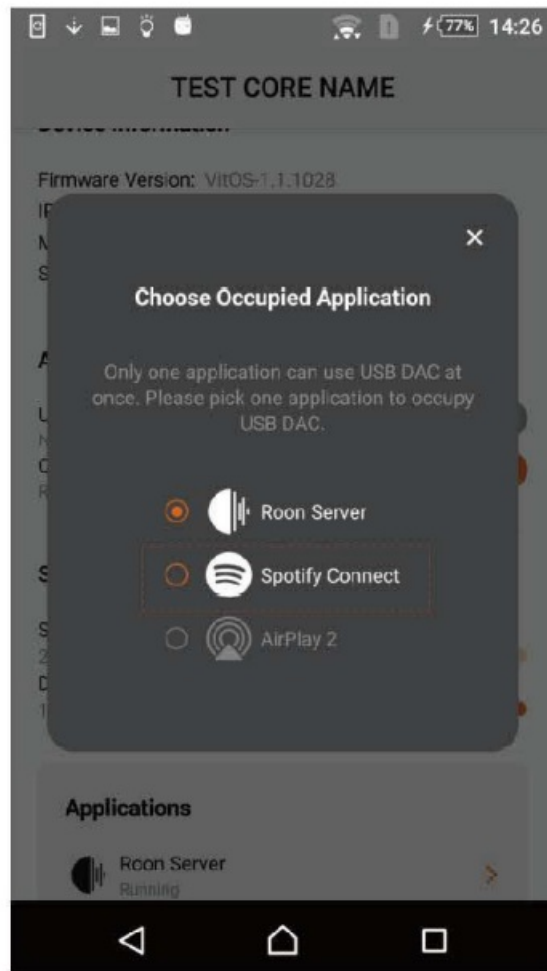 77% 14:26
TEST CORE NAME
Device Information
Firmware Version: VitOS-1.1.1028
Choose Occupied Application
Only one application can use USB DAC at
once. Please pick one application to occupy
USB DAC.
Roon Server
Spotify Connect
AirPlay 2
Applications
Roon Server
Running